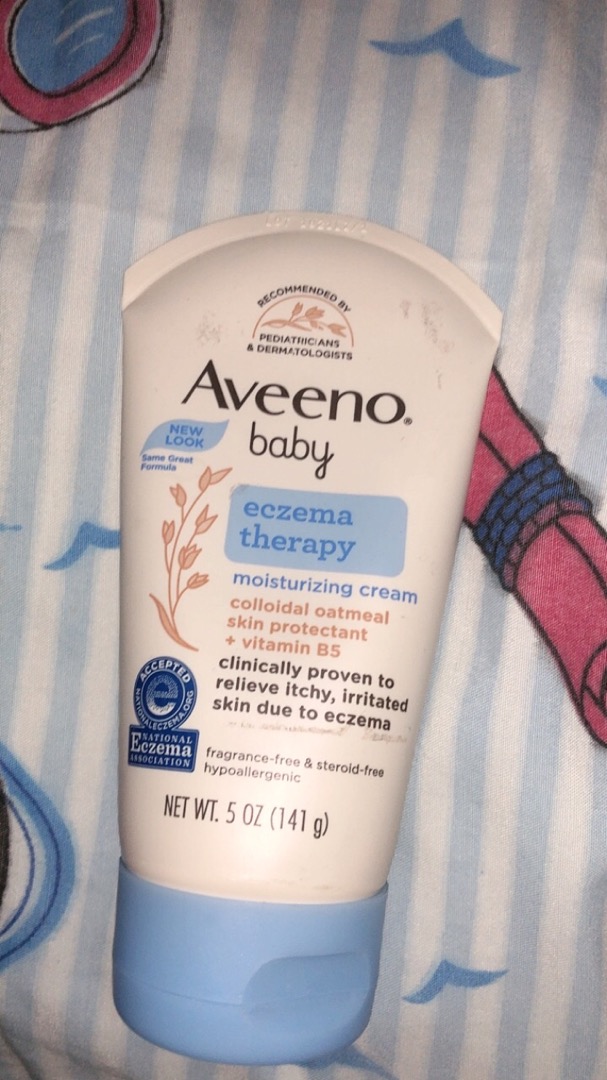 RECOMMENDED BY
PEDIATRICIANS
& DERMATOLOGISTS
Aveeno®
baby
NEW
LOOK
Same Great
Formula
eczema
therapy
moisturizing cream
colloidal oatmeal
skin protectant
+ vitamin B5
clinically proven to
relieve itchy, irritated
skin due to eczema
ACCEPTED
e
NATIONALECZEMA.ORG
NATIONAL
Eczema
ASSOCIATION
fragrance-free & steroid-free
hypoallergenic
NET WT. 5 OZ (141 g)